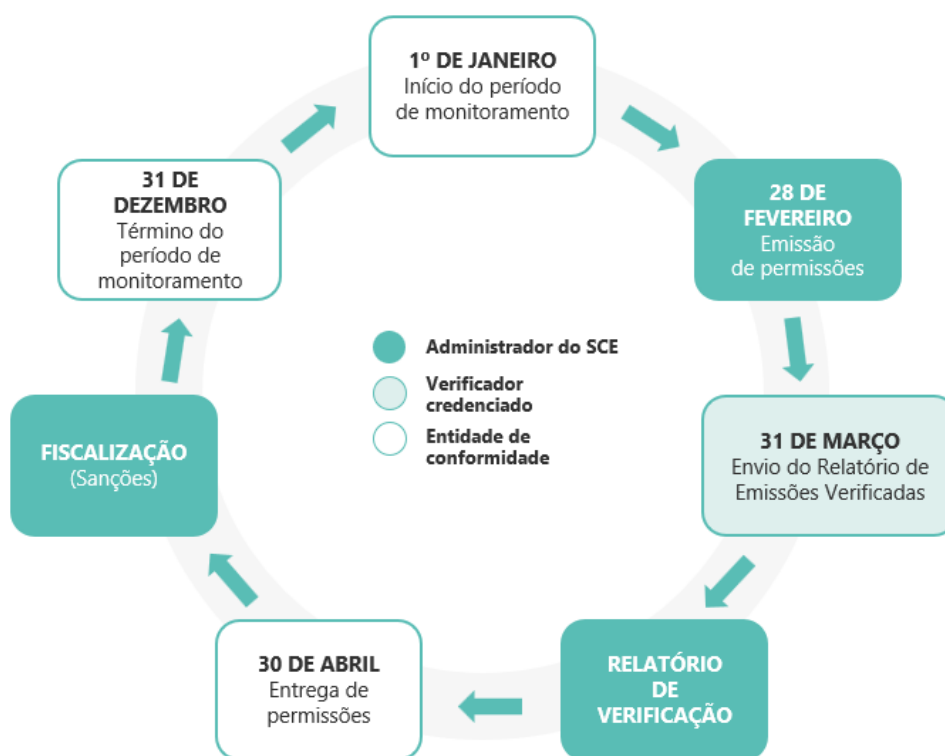 1º DE JANEIRO
Início do período
de monitoramento
28 DE
FEVEREIRO
Emissão
de permissões
31 DE MARÇO
Envio do Relatório de
Emissões Verificadas
RELATÓRIO
DE
VERIFICAÇÃO
30 DE ABRIL
Entrega de
permissões
FISCALIZAÇÃO
(Sanções)
31 DE
DEZEMBRO
Término do
período de
monitoramento
Administrador do SCE
Verificador
credenciado
Entidade de
conformidade